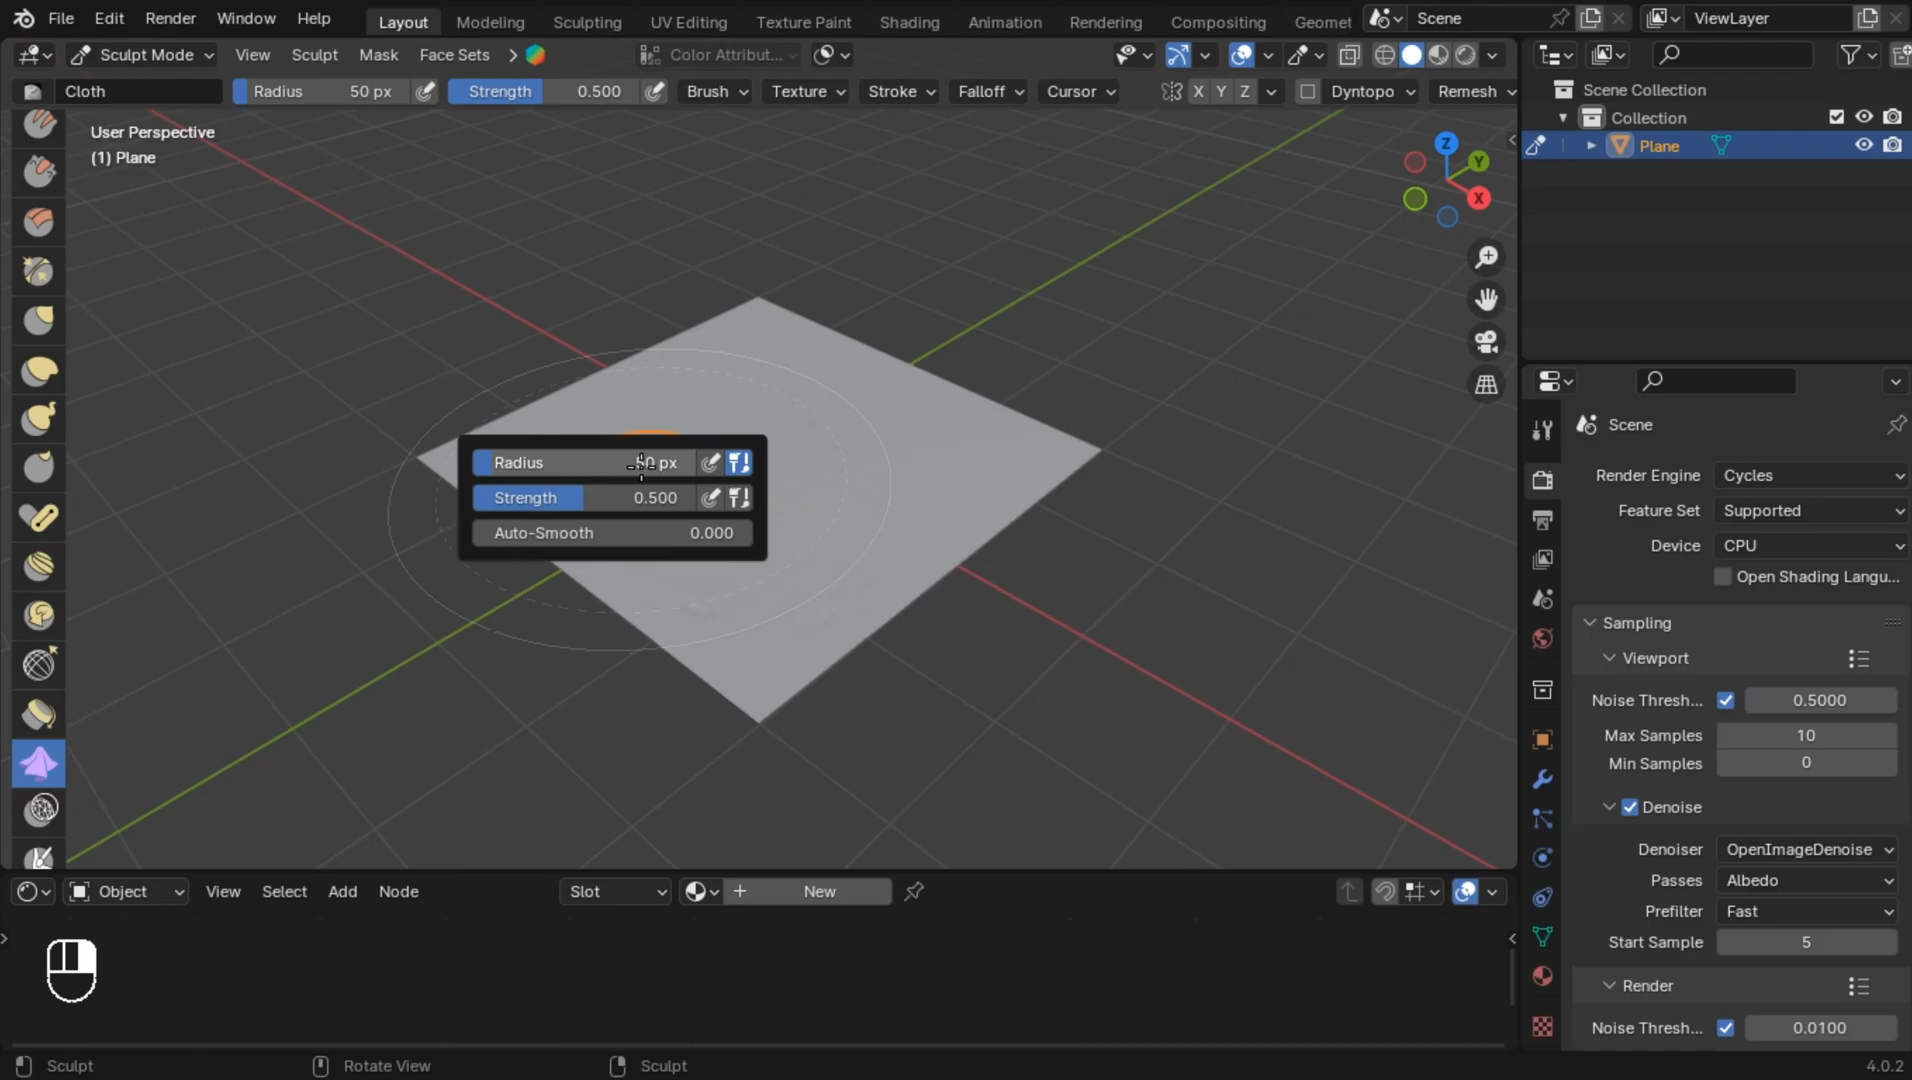 File Edit Render Window Help Layout Modeling Sculpting UV Editing Texture Paint Shading Animation Rendering Compositing Geomet Scene ViewLayer
Sculpt Mode View Sculpt Mask Face Sets Color Attribut...
Cloth Radius 50 px Strength 0.500 Brush Texture Stroke Falloff Cursor X Y Z Dyntopo Remesh
User Perspective
(1) Plane
Z
Y
X
Radius px
Strength 0.500
Auto-Smooth 0.000
Scene Collection
Collection
Plane
Scene
Render Engine Cycles
Feature Set Supported
Device CPU
Open Shading Langu...
Sampling
Viewport
Noise Thresh... 0.5000
Max Samples 10
Min Samples 0
Denoise
Denoiser OpenImageDenoise
Passes Albedo
Prefilter Fast
Start Sample 5
Render
Noise Thresh... 0.0100
Object View Select Add Node Slot New
Sculpt Rotate View Sculpt 4.0.2